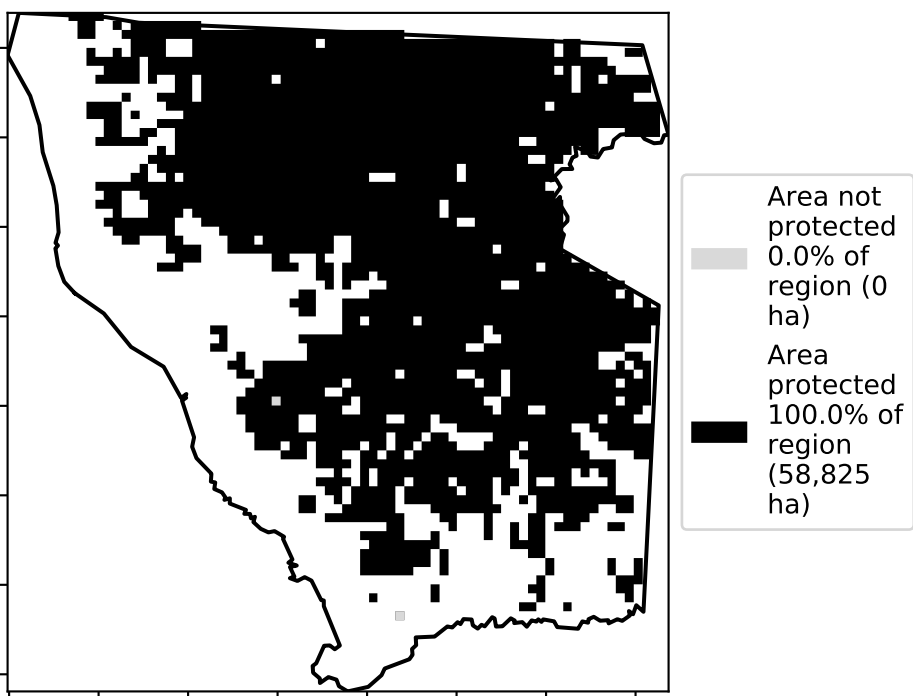 Area not
protected
0.0% of
region (0
ha)
Area
protected
100.0% of
region
(58,825
ha)